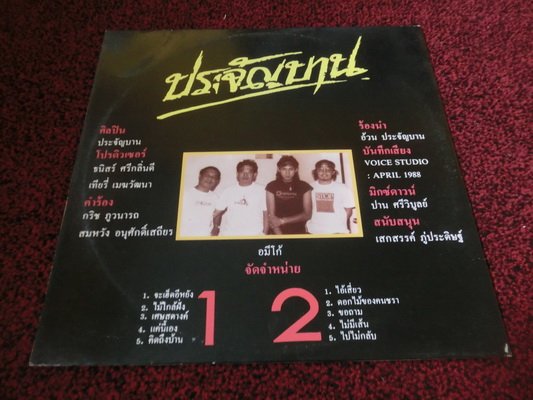 ประจัญบาน
ศิลปิน
ประจัญบาน
โปรดิวเซอร์
ธนิสร์ ศรีกลิ่นดี
เทียรี่ เมฆวัฒนา
คำร้อง
กริช ภูวนารถ
สมหวัง อนุศักดิ์เสถียร
ร้องนำ
อ้วน ประจัญบาน
บันทึกเสียง
VOICE STUDIO
: APRIL 1988
มิกซ์ดาวน์
ปาน ศรีวิบูลย์
สนับสนุน
เสกสรรค์ ภู่ประดิษฐ์
อมีโก้
จัดจำหน่าย
1
1. จะเฮ็ดอีหยัง
2. ไม้ใกล้ฝั่ง
3. เศษสตางค์
4. แค่นี้เอง
5. คิดถึงบ้าน
2
1. ไอ้เสี่ยว
2. ดอกไม้ของคนชรา
3. ขอถาม
4. ไม่มีเส้น
5. ไปไม่กลับ